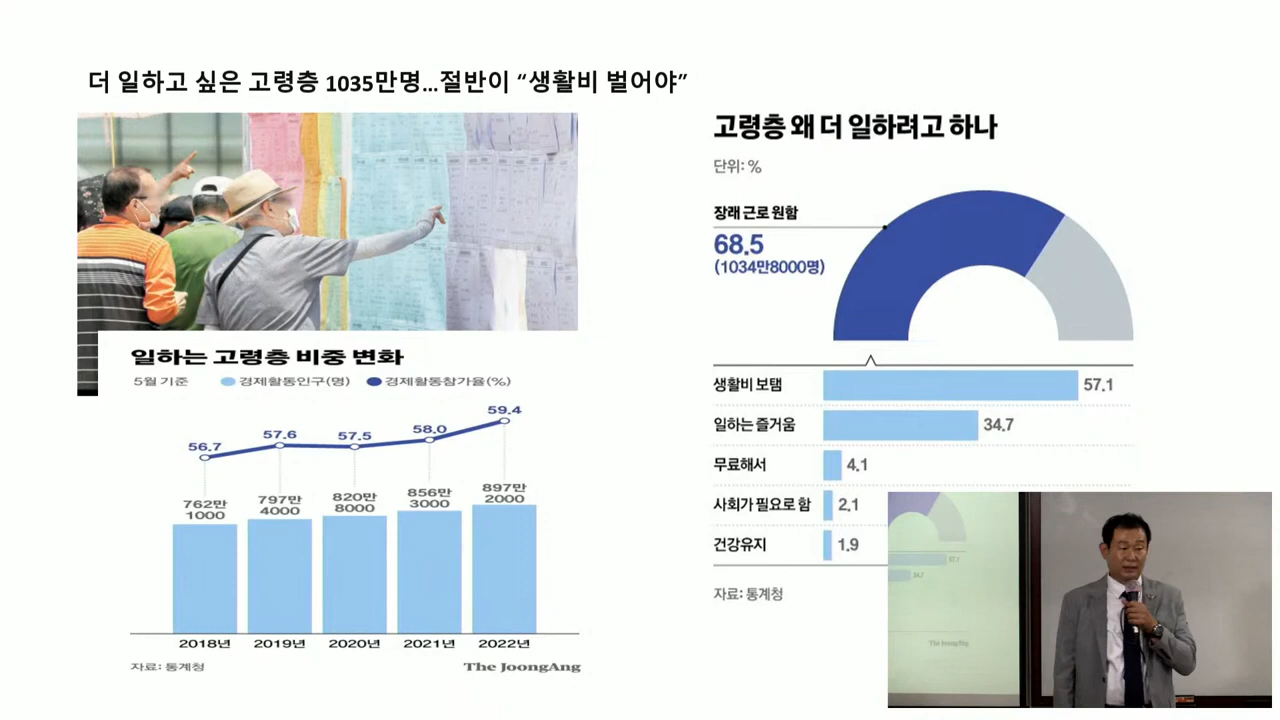 더 일하고 싶은 고령층 1035만명...절반이 “생활비 벌어야”
일하는 고령층 비중 변화
5월 기준 경제활동인구(명) 경제활동참가율(%)
56.7
57.6
57.5
58.0
59.4
762만
1000
797만
4000
820만
8000
856만
3000
897만
2000
2018년 2019년 2020년 2021년 2022년
자료: 통계청 The JoongAng
고령층 왜 더 일하려고 하나
단위: %
장래 근로 원함
68.5
(1034만8000명)
생활비 보탬 57.1
일하는 즐거움 34.7
무료해서 4.1
사회가 필요로 함 2.1
건강유지 1.9
자료: 통계청
57.1
34.7
The JoongAng